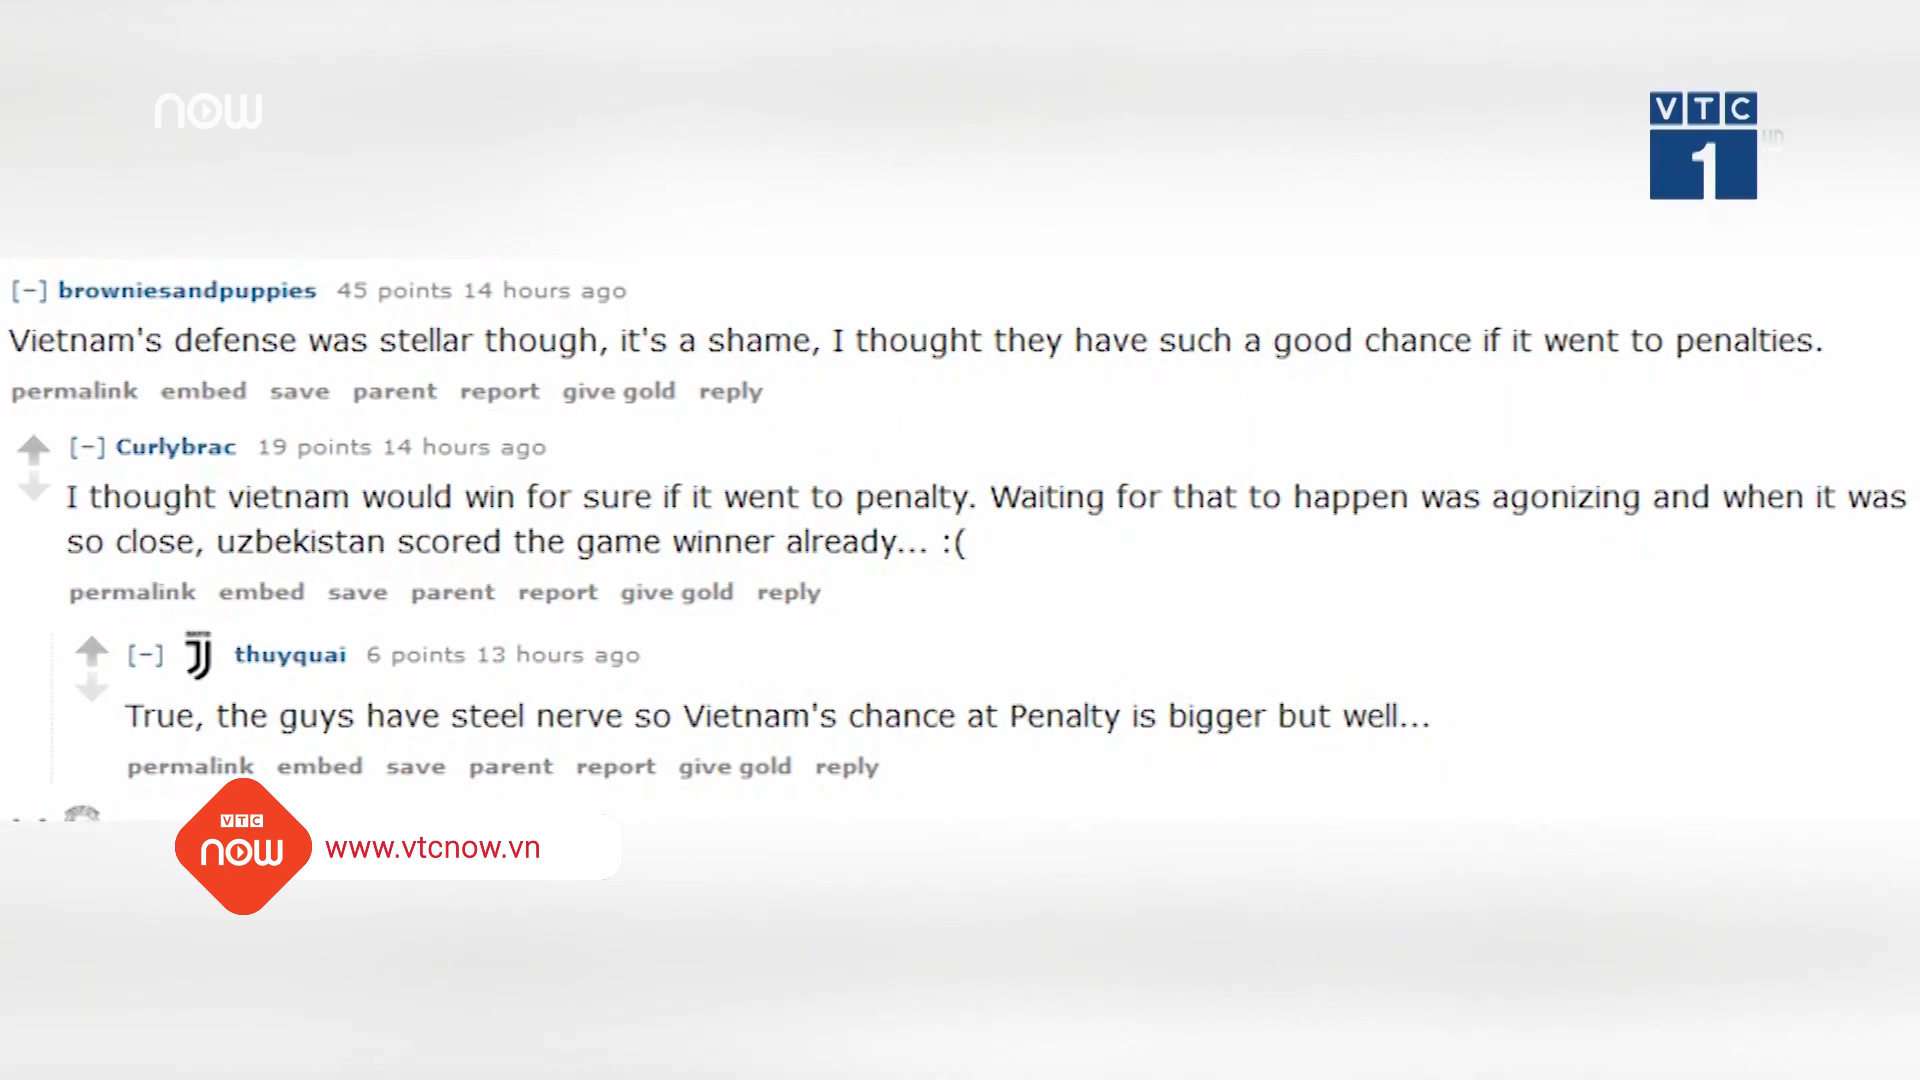 now
VTC
1
HD
[-] browniesandpuppies 45 points 14 hours ago
Vietnam's defense was stellar though, it's a shame, I thought they have such a good chance if it went to penalties.
permalink embed save parent report give gold reply
[-] Curlybrac 19 points 14 hours ago
I thought vietnam would win for sure if it went to penalty. Waiting for that to happen was agonizing and when it was
so close, uzbekistan scored the game winner already... :(
permalink embed save parent report give gold reply
[-] thuyquai 6 points 13 hours ago
True, the guys have steel nerve so Vietnam's chance at Penalty is bigger but well...
permalink embed save parent report give gold reply
VTC
now
www.vtcnow.vn